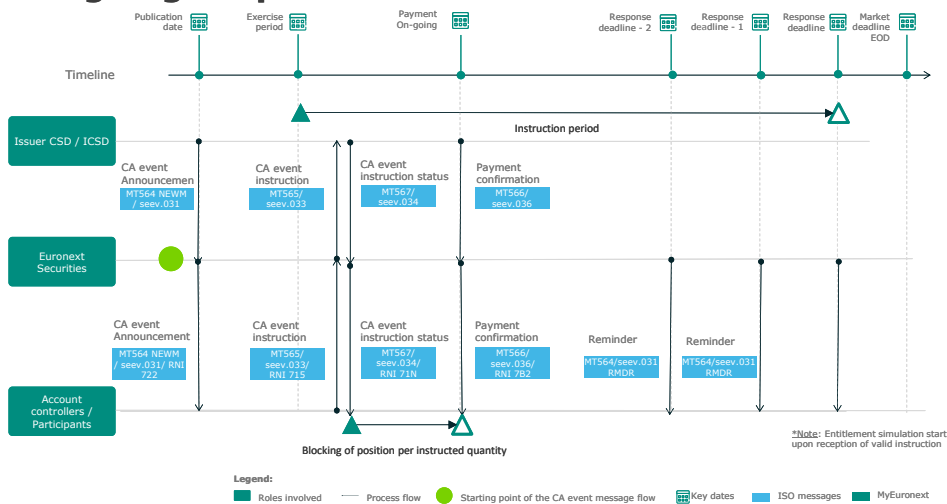 Publication
date
Exercise
period
Payment
On-going
Response
deadline - 2
Response
deadline - 1
Response
deadline
Market
deadline
EOD
Timeline
Instruction period
Issuer CSD / ICSD
CA event
Announcemen
MT564 NEWM
/ seev.031
CA event
instruction
MT565/
seev.033
CA event
instruction status
MT567/
seev.034
Payment
confirmation
MT566/
seev.036
Euronext
Securities
CA event
Announcement
MT564 NEWM
/ seev.031/ RNI
722
CA event
instruction
MT565/
seev.033/
RNI 715
CA event
instruction status
MT567/
seev.034/
RNI 71N
Payment
confirmation
MT566/
seev.036/
RNI 7B2
Reminder
MT564/seev.031
RMDR
Reminder
MT564/seev.031
RMDR
Account
controllers /
Participants
Blocking of position per instructed quantity
*Note: Entitlement simulation start
upon reception of valid instruction
Legend:
Roles involved
Process flow
Starting point of the CA event message flow
Key dates
ISO messages
MyEuronext